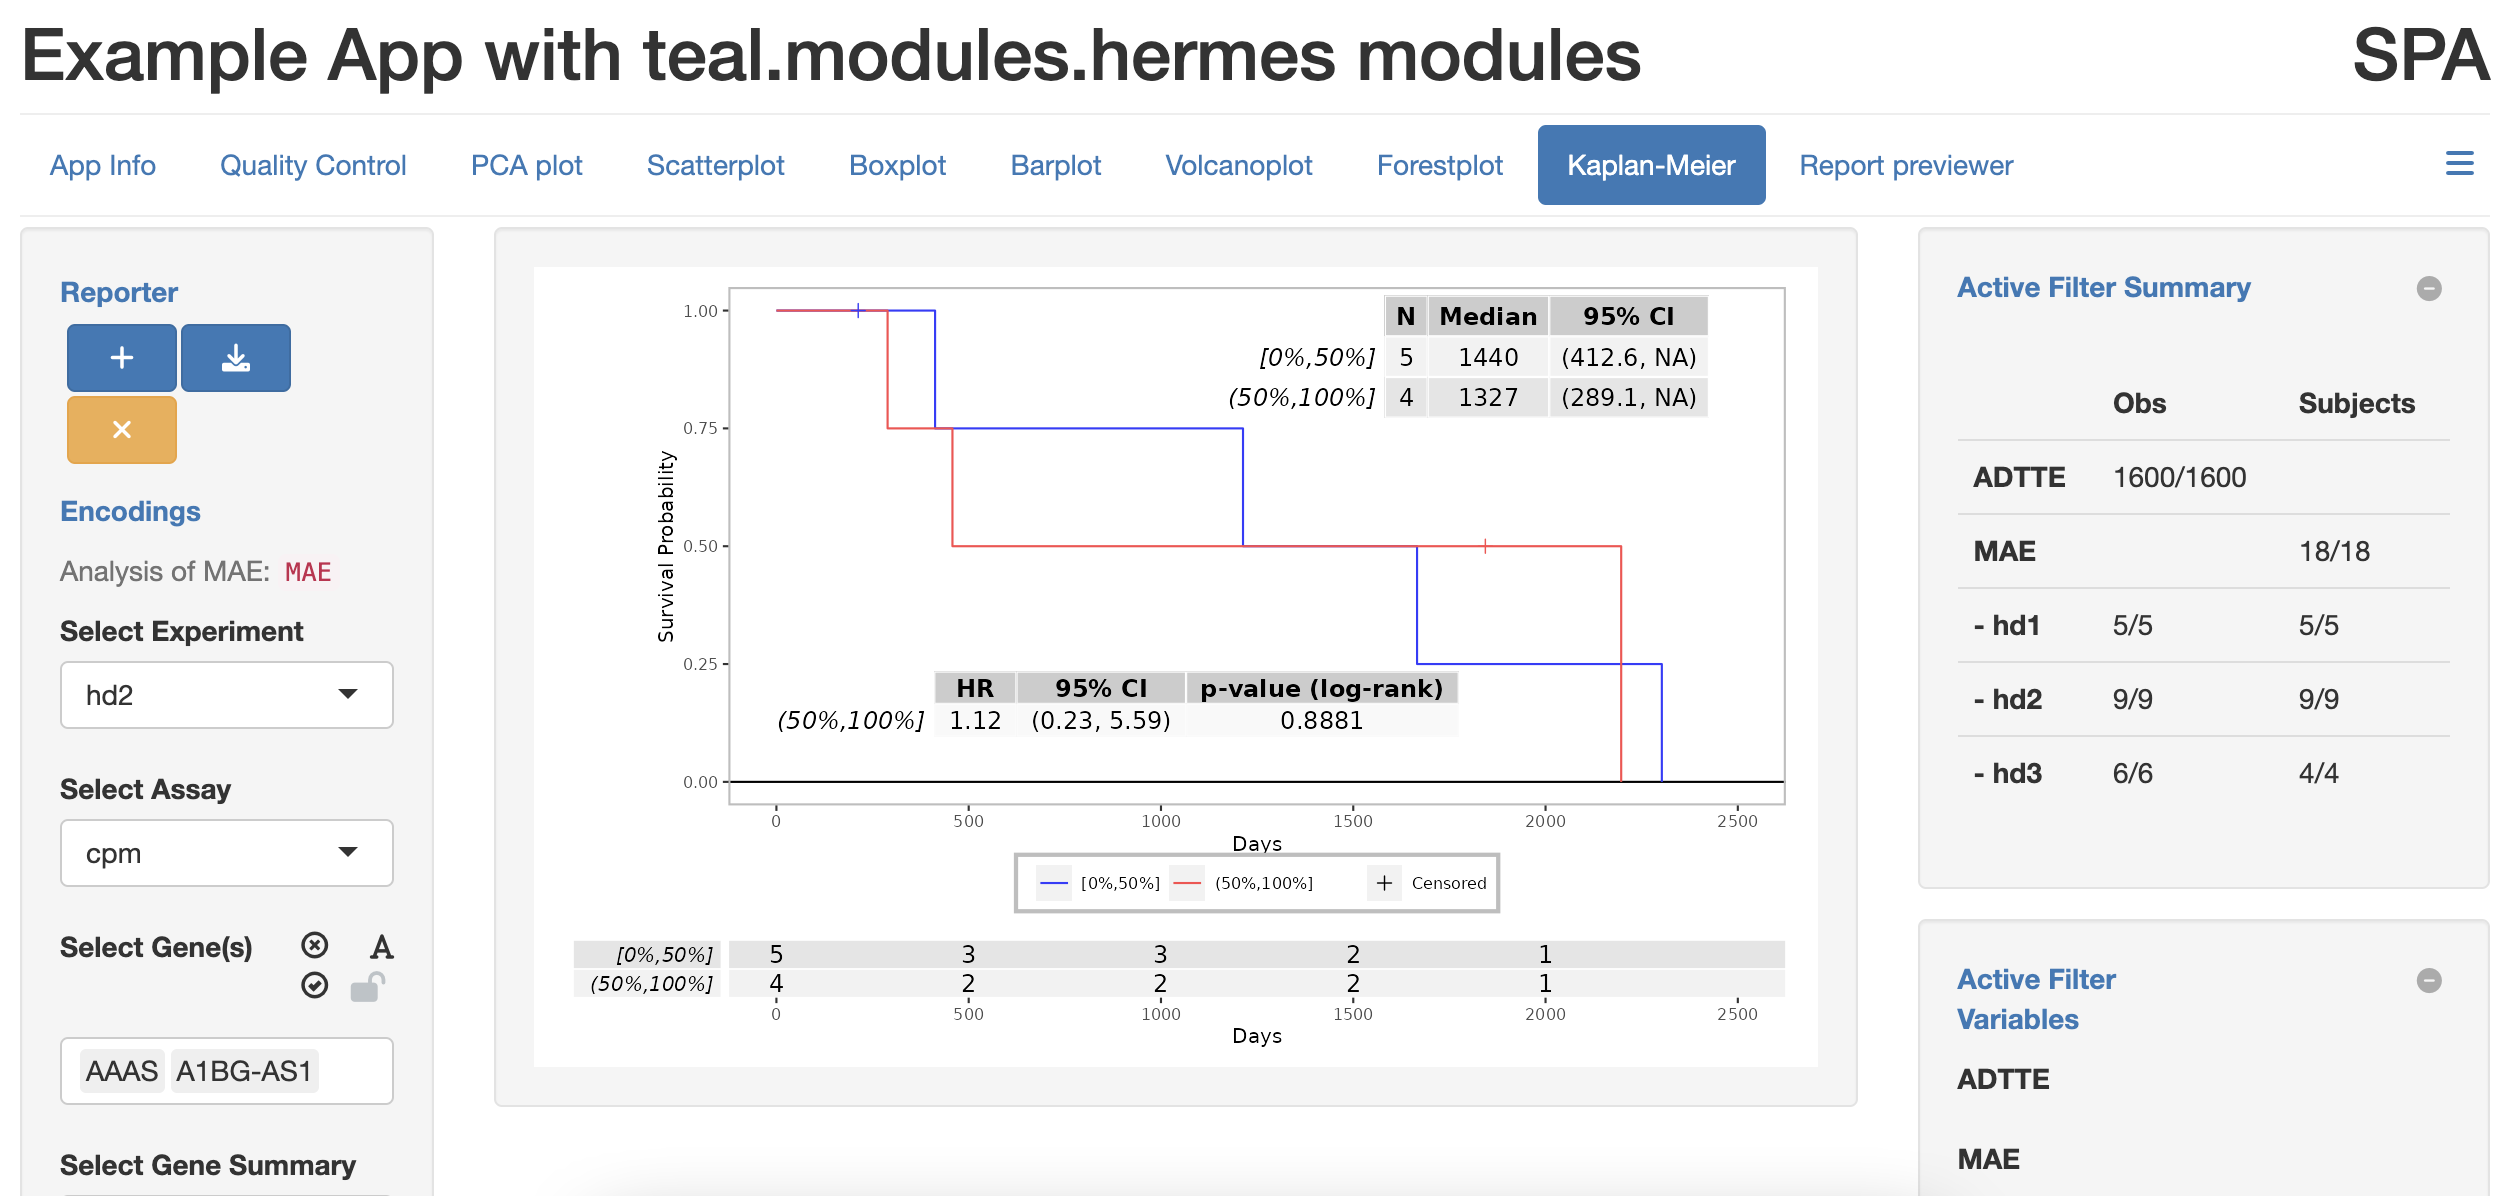 Example App with teal.modules.hermes modules SPA
App Info Quality Control PCA plot Scatterplot Boxplot Barplot Volcanoplot Forestplot Kaplan-Meier Report previewer
Reporter
Encodings
Analysis of MAE: MAE
Select Experiment
hd2
Select Assay
cpm
Select Gene(s) A
AAAS A1BG-AS1
Select Gene Summary
Survival Probability
1.00
0.75
0.50
0.25
0.00
N Median 95% CI
[0%,50%] 5 1440 (412.6, NA)
(50%,100%] 4 1327 (289.1, NA)
HR 95% CI p-value (log-rank)
(50%,100%] 1.12 (0.23, 5.59) 0.8881
0 500 1000 1500 2000 2500
Days
[0%,50%] (50%,100%] + Censored
[0%,50%] 5 3 3 2 1
(50%,100%] 4 2 2 2 1
0 500 1000 1500 2000 2500
Days
Active Filter Summary
Obs Subjects
ADTTE 1600/1600
MAE 18/18
- hd1 5/5 5/5
- hd2 9/9 9/9
- hd3 6/6 4/4
Active Filter
Variables
ADTTE
MAE